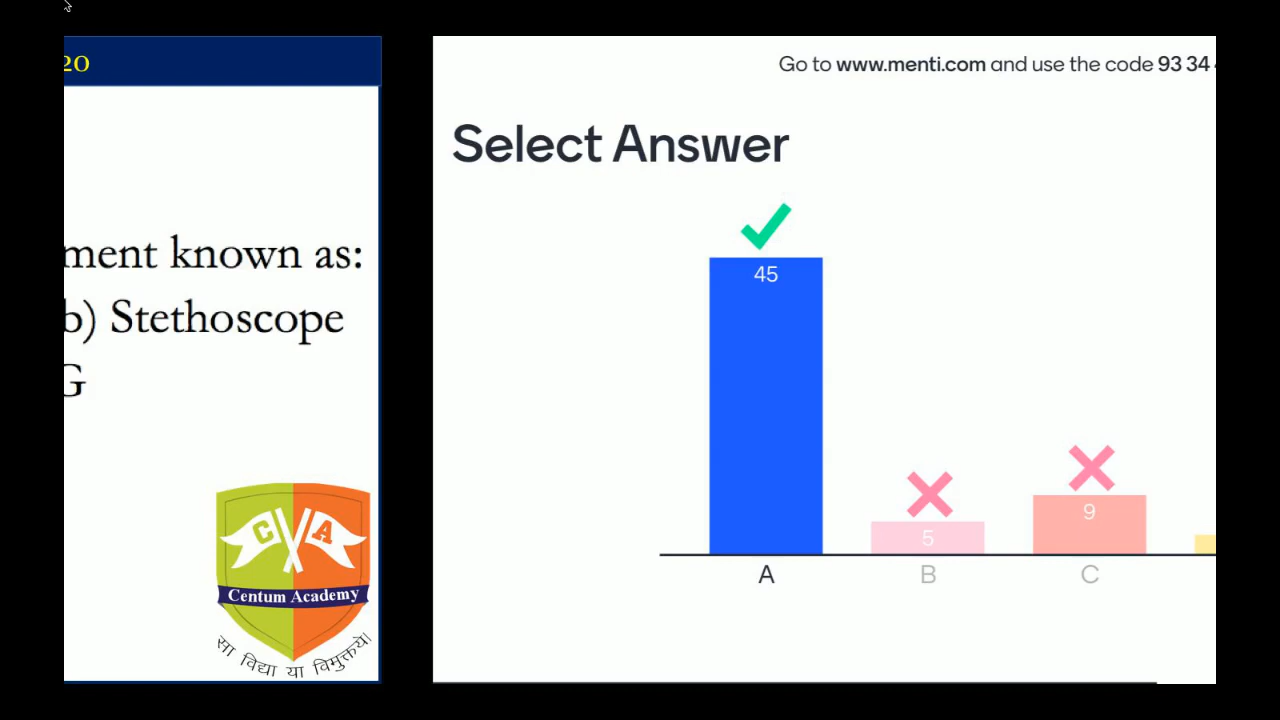 20
ment known as:
b) Stethoscope
G
C A
Centum Academy
सा विद्या या विमुक्तये।
Go to www.menti.com and use the code 93 34
Select Answer
45
5
9
A
B
C